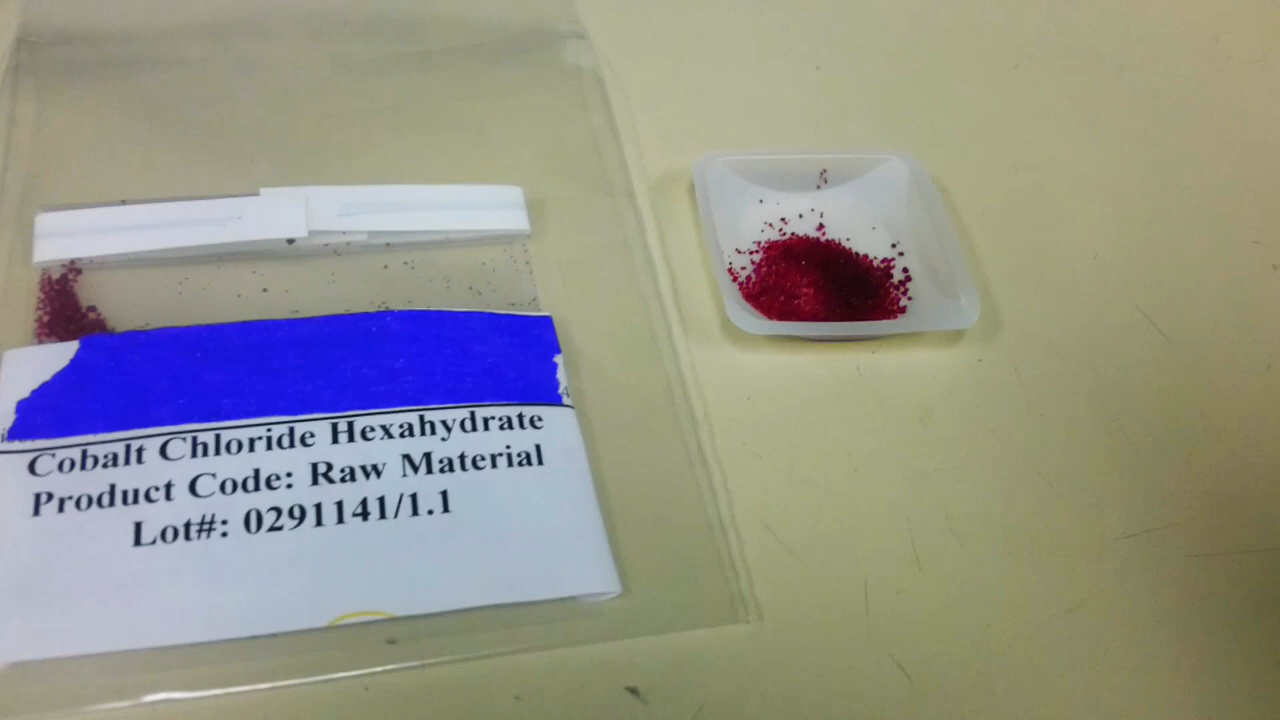 Cobalt Chloride Hexahydrate
Product Code: Raw Material
Lot#: 0291141/1.1